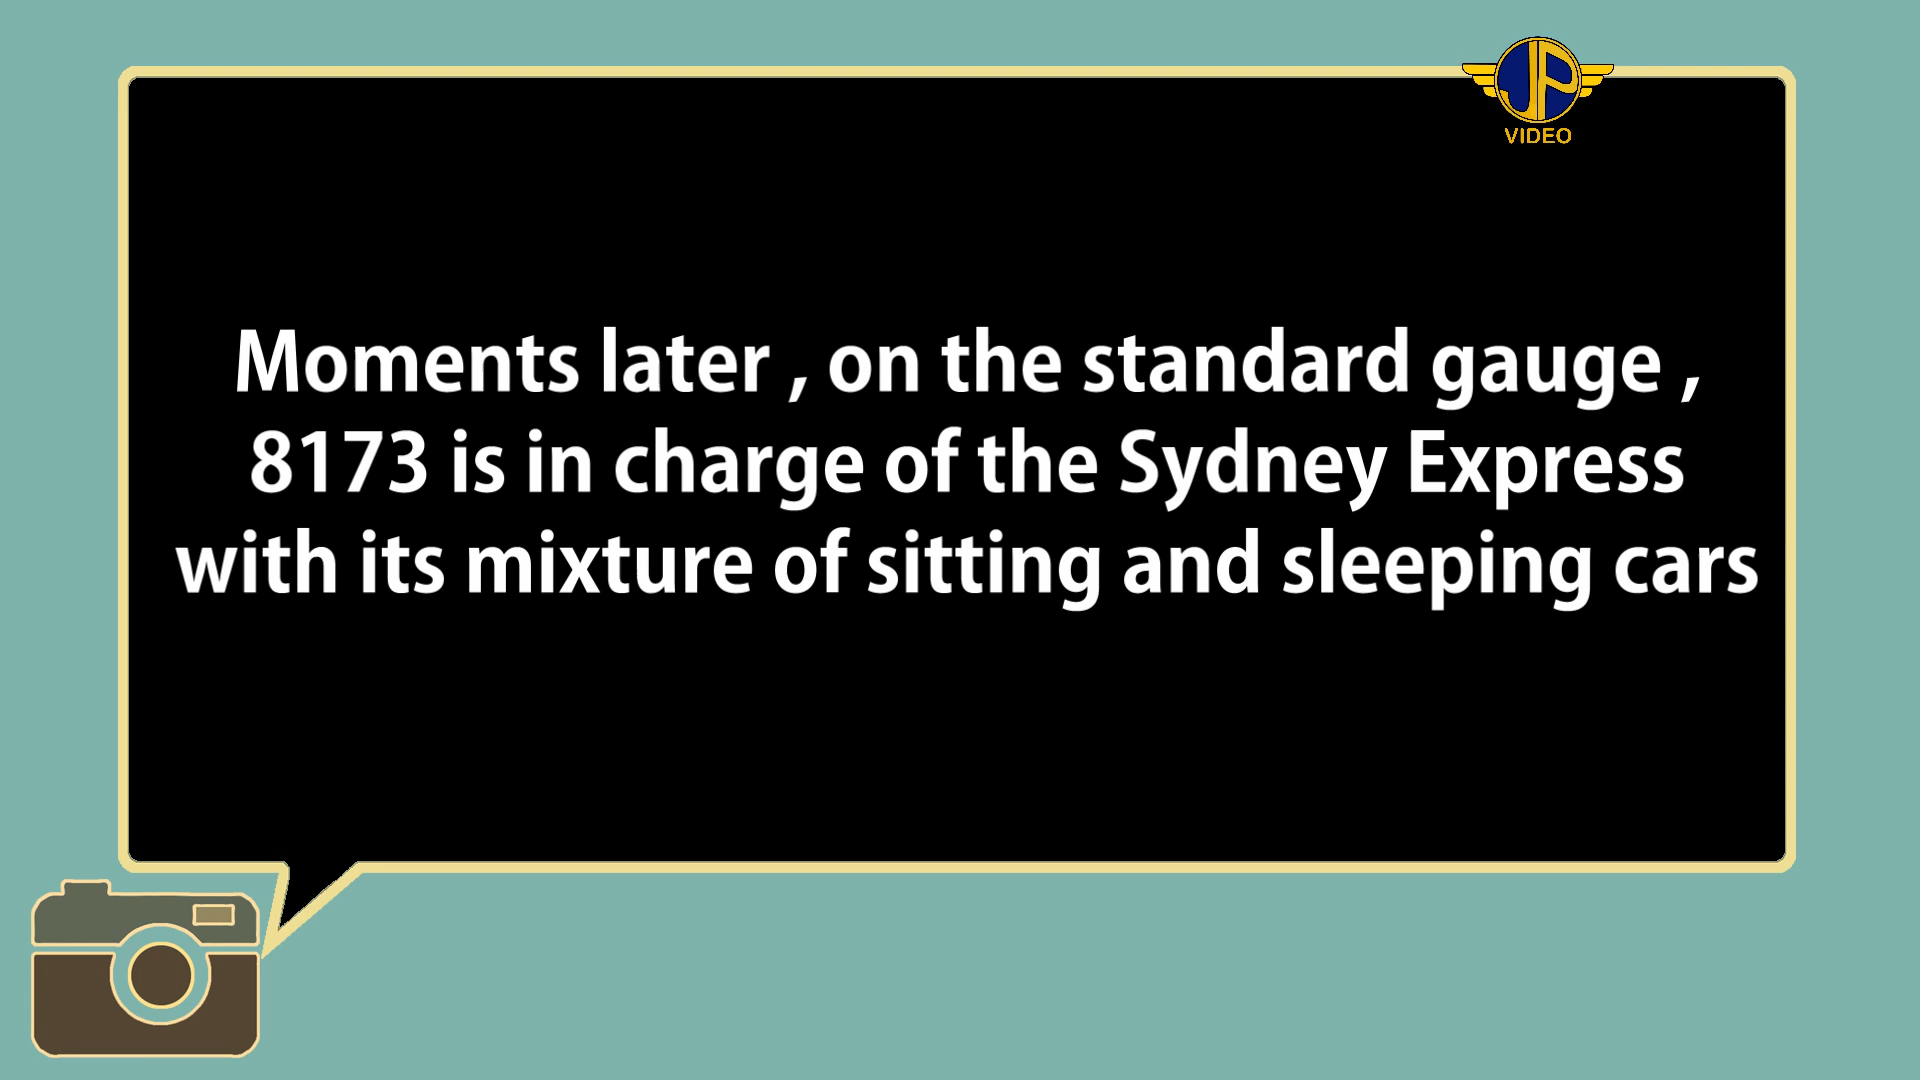 JP
VIDEO
Moments later , on the standard gauge ,
8173 is in charge of the Sydney Express
with its mixture of sitting and sleeping cars